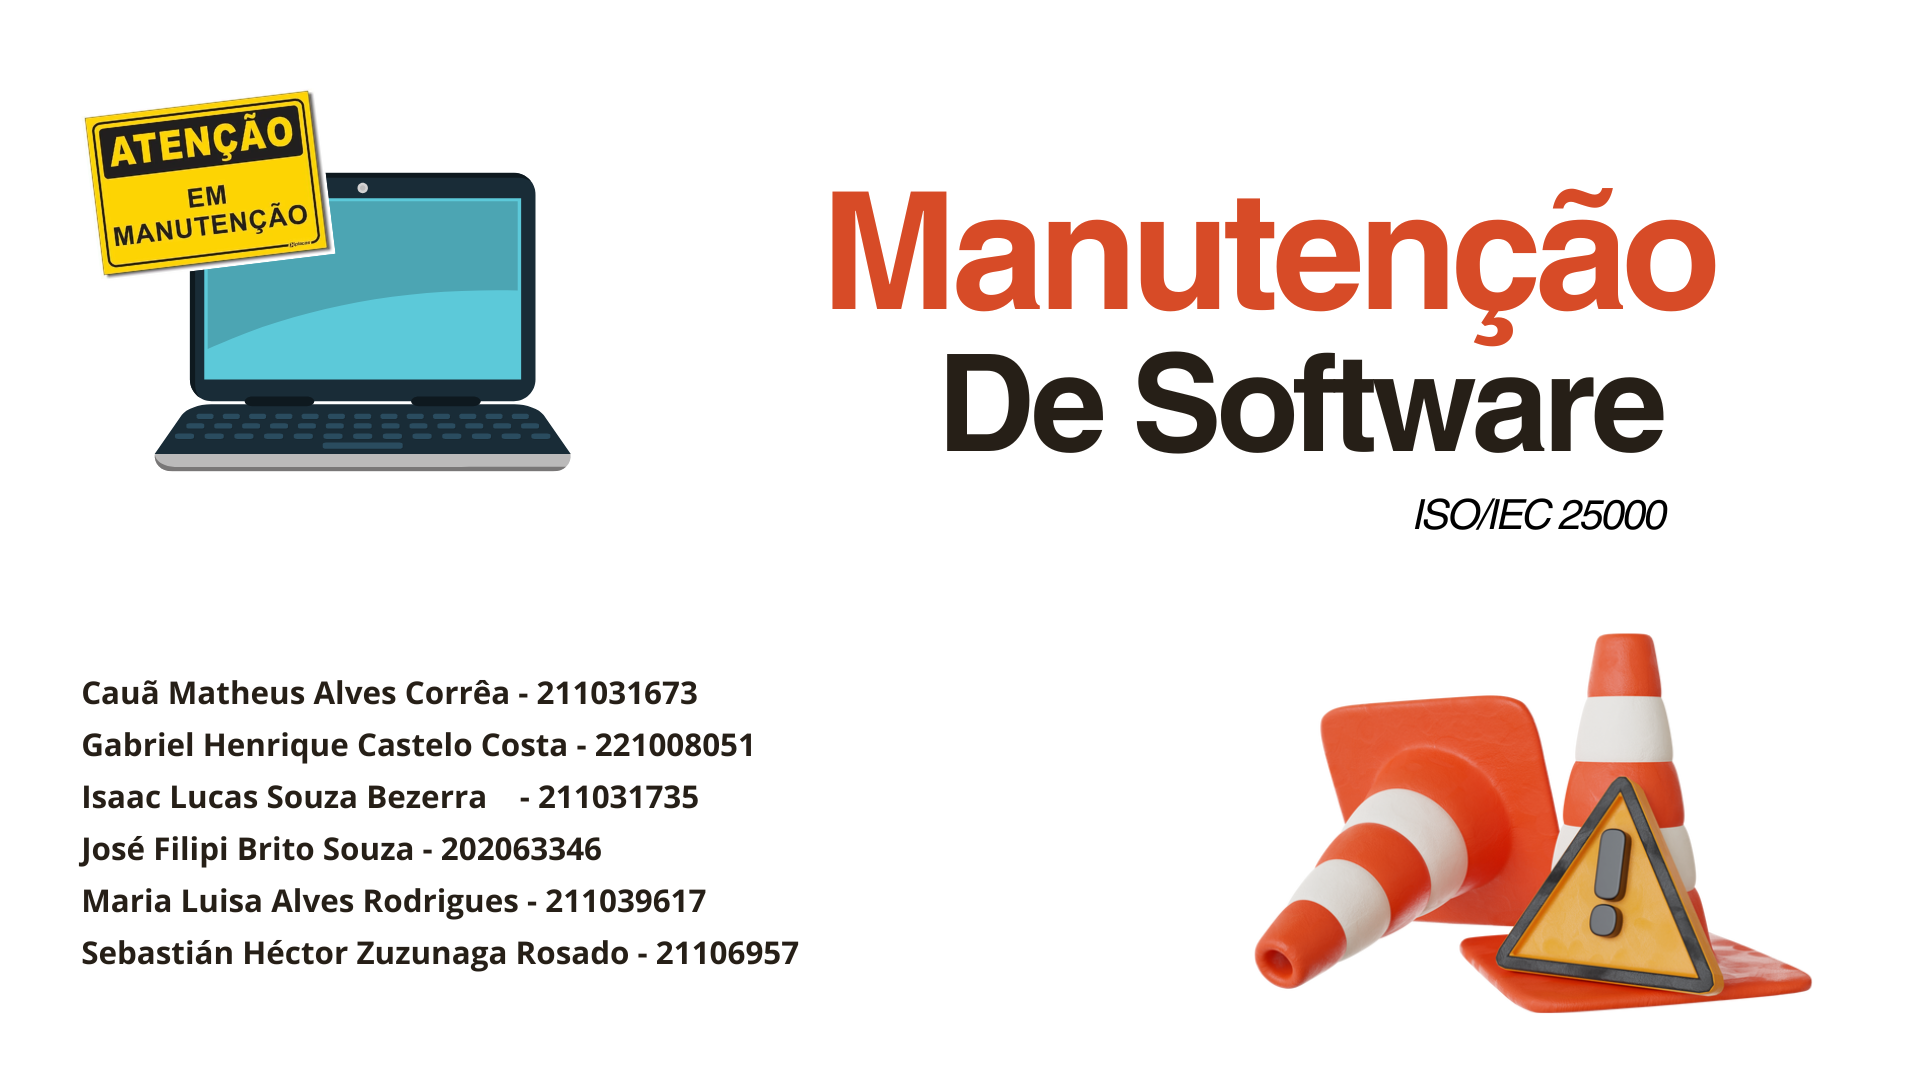 ATENÇÃO
EM
MANUTENÇÃO
Manutenção
De Software
ISO/IEC 25000
Cauã Matheus Alves Corrêa - 211031673
Gabriel Henrique Castelo Costa - 221008051
Isaac Lucas Souza Bezerra - 211031735
José Filipi Brito Souza - 202063346
Maria Luisa Alves Rodrigues - 211039617
Sebastián Héctor Zuzunaga Rosado - 21106957